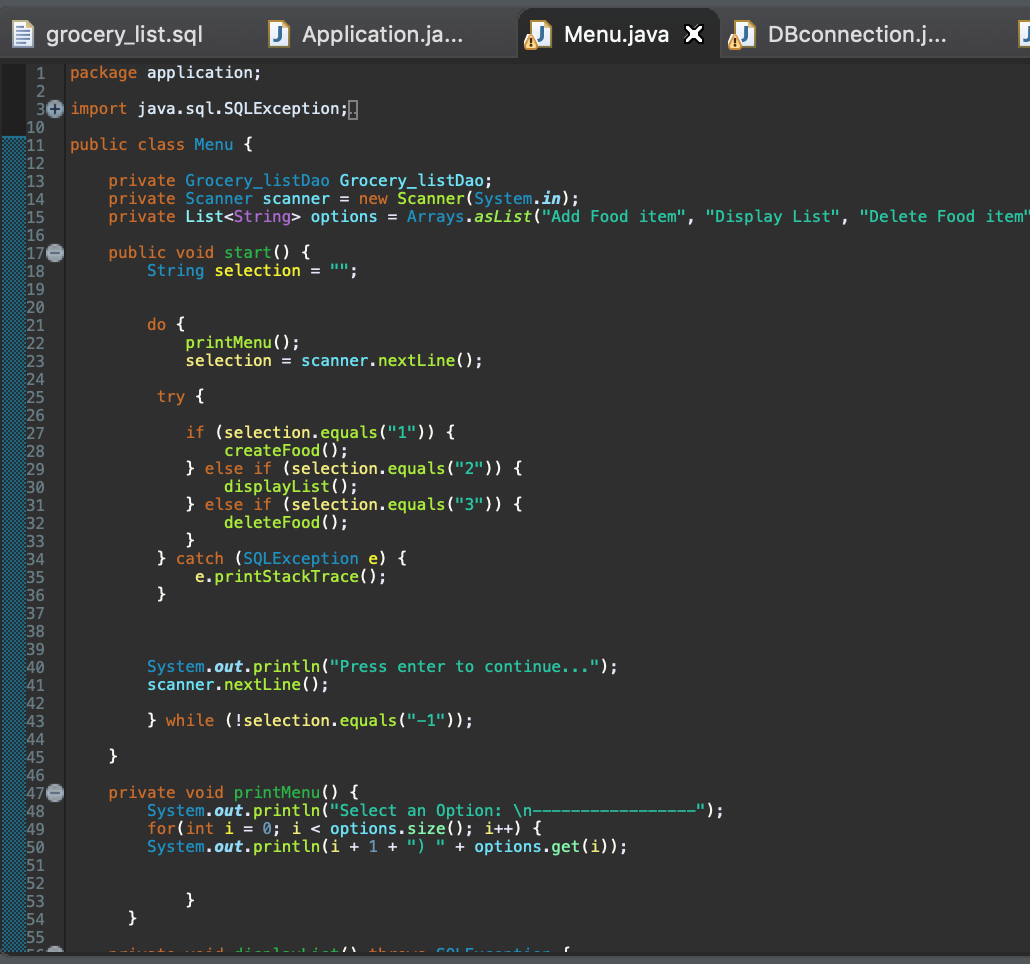 grocery_list.sql
Application.ja...
Menu.java
DBconnection.j...
1 package application;
2
3 import java.sql.SQLException;
10
11 public class Menu {
12
13 private Grocery_listDao Grocery_listDao;
14 private Scanner scanner = new Scanner(System.in);
15 private List<String> options = Arrays.asList("Add Food item", "Display List", "Delete Food item"
16
17 public void start() {
18 String selection = "";
19
20
21 do {
22 printMenu();
23 selection = scanner.nextLine();
24
25 try {
26
27 if (selection.equals("1")) {
28 createFood();
29 } else if (selection.equals("2")) {
30 displayList();
31 } else if (selection.equals("3")) {
32 deleteFood();
33 }
34 } catch (SQLException e) {
35 e.printStackTrace();
36 }
37
38
39
40 System.out.println("Press enter to continue...");
41 scanner.nextLine();
42
43 } while (!selection.equals("-1"));
44
45 }
46
47 private void printMenu() {
48 System.out.println("Select an Option: \n-----------------");
49 for(int i = 0; i < options.size(); i++) {
50 System.out.println(i + 1 + ") " + options.get(i));
51
52
53 }
54 }
55
56 private void displayList() throws SQLException {